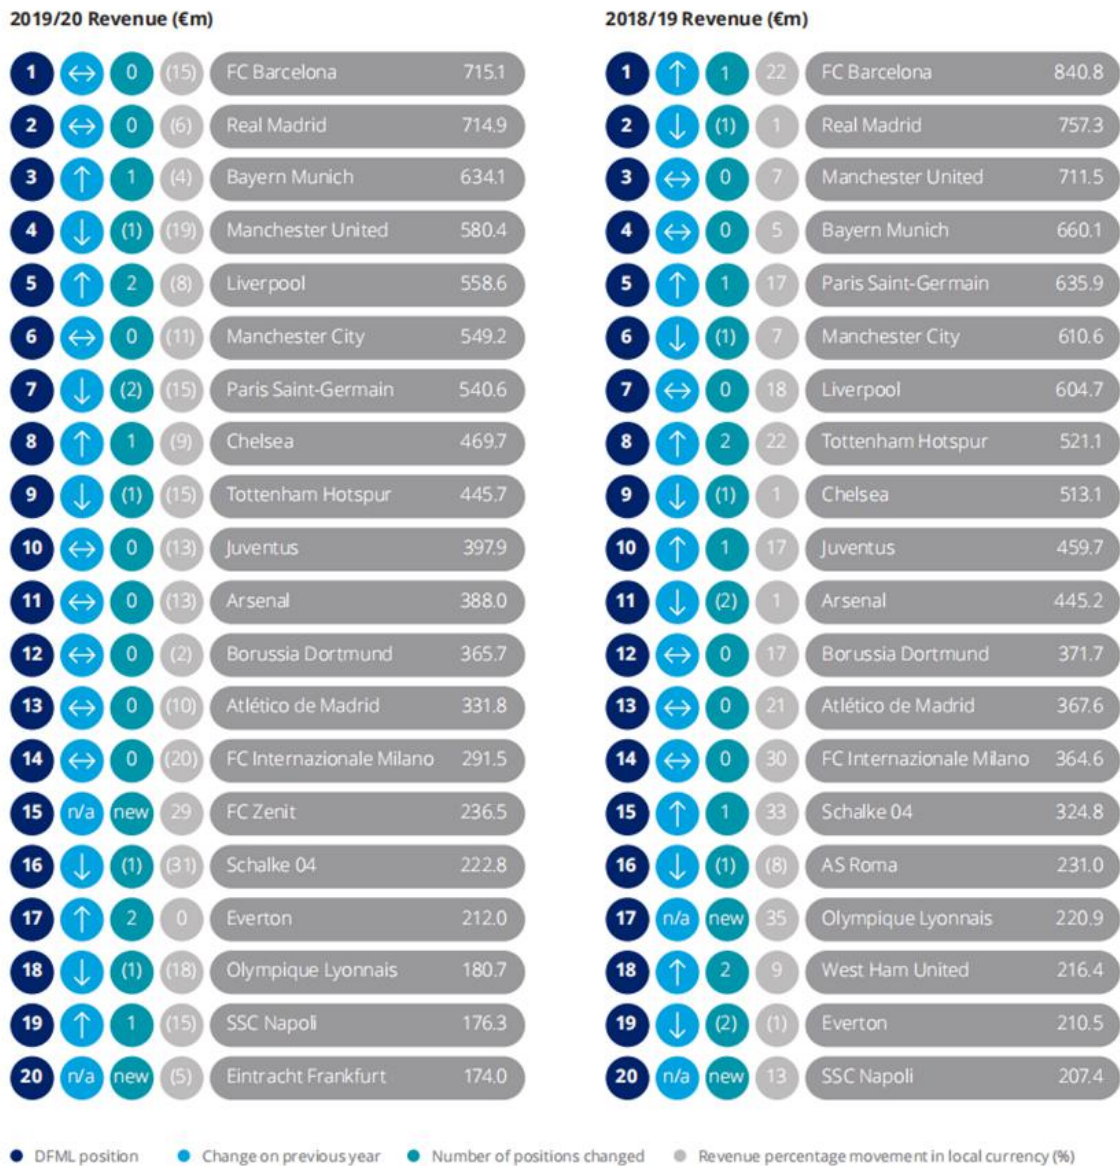 2019/20 Revenue (€m)
1 ↔ 0 (15) FC Barcelona 715.1
2 ↔ 0 (6) Real Madrid 714.9
3 ↑ 1 (4) Bayern Munich 634.1
4 ↓ (1) (19) Manchester United 580.4
5 ↑ 2 (8) Liverpool 558.6
6 ↔ 0 (11) Manchester City 549.2
7 ↓ (2) (15) Paris Saint-Germain 540.6
8 ↑ 1 (9) Chelsea 469.7
9 ↓ (1) (15) Tottenham Hotspur 445.7
10 ↔ 0 (13) Juventus 397.9
11 ↔ 0 (13) Arsenal 388.0
12 ↔ 0 (2) Borussia Dortmund 365.7
13 ↔ 0 (10) Atlético de Madrid 331.8
14 ↔ 0 (20) FC Internazionale Milano 291.5
15 n/a new 29 FC Zenit 236.5
16 ↓ (1) (31) Schalke 04 222.8
17 ↑ 2 0 Everton 212.0
18 ↓ (1) (18) Olympique Lyonnais 180.7
19 ↑ 1 (15) SSC Napoli 176.3
20 n/a new (5) Eintracht Frankfurt 174.0
2018/19 Revenue (€m)
1 ↑ 1 22 FC Barcelona 840.8
2 ↓ (1) 1 Real Madrid 757.3
3 ↔ 0 7 Manchester United 711.5
4 ↔ 0 5 Bayern Munich 660.1
5 ↑ 1 17 Paris Saint-Germain 635.9
6 ↓ (1) 7 Manchester City 610.6
7 ↔ 0 18 Liverpool 604.7
8 ↑ 2 22 Tottenham Hotspur 521.1
9 ↓ (1) 1 Chelsea 513.1
10 ↑ 1 17 Juventus 459.7
11 ↓ (2) 1 Arsenal 445.2
12 ↔ 0 17 Borussia Dortmund 371.7
13 ↔ 0 21 Atlético de Madrid 367.6
14 ↔ 0 30 FC Internazionale Milano 364.6
15 ↑ 1 33 Schalke 04 324.8
16 ↓ (1) (8) AS Roma 231.0
17 n/a new 35 Olympique Lyonnais 220.9
18 ↑ 2 9 West Ham United 216.4
19 ↓ (2) (1) Everton 210.5
20 n/a new 13 SSC Napoli 207.4
DFML position Change on previous year Number of positions changed Revenue percentage movement in local currency (%)